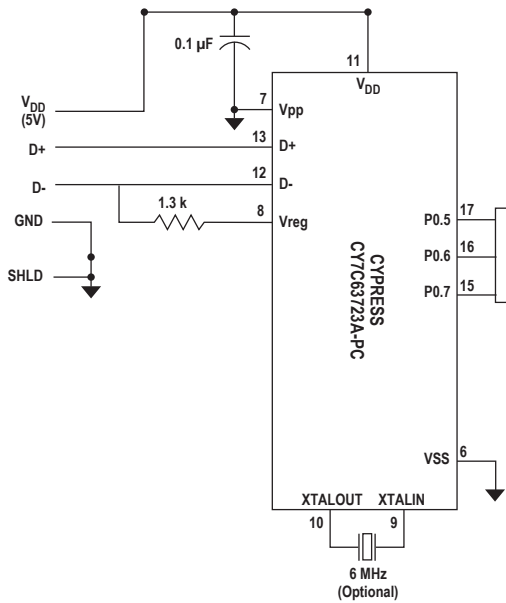 0.1 µF
11
VDD
VDD
(5V)
7
Vpp
D+
13
D+
D-
12
D-
1.3 k
8
Vreg
GND
SHLD
CYPRESS
CY7C63723A-PC
P0.5
17
P0.6
16
P0.7
15
VSS
6
XTALOUT
XTALIN
10
9
6 MHz
(Optional)